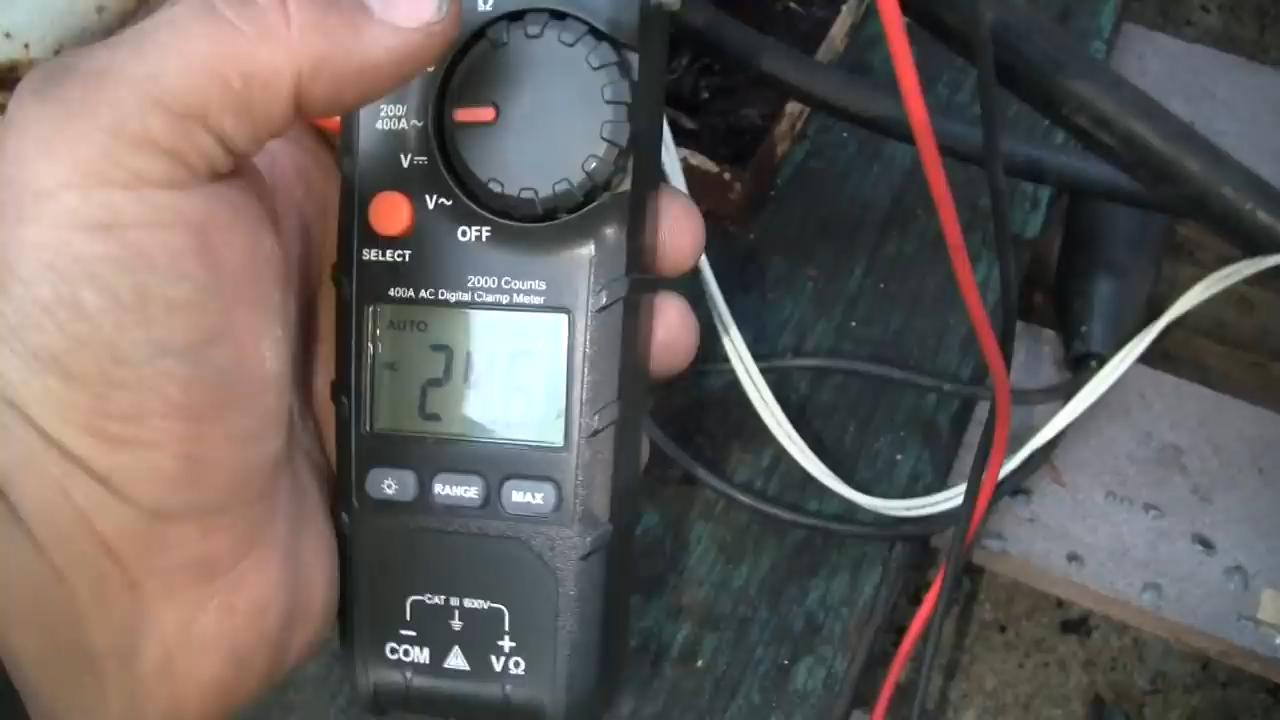 Ω
200/
400A~
V⎓
V~
OFF
SELECT
2000 Counts
400A AC Digital Clamp Meter
AUTO
RANGE
MAX
CAT III 600V
− +
COM VΩ